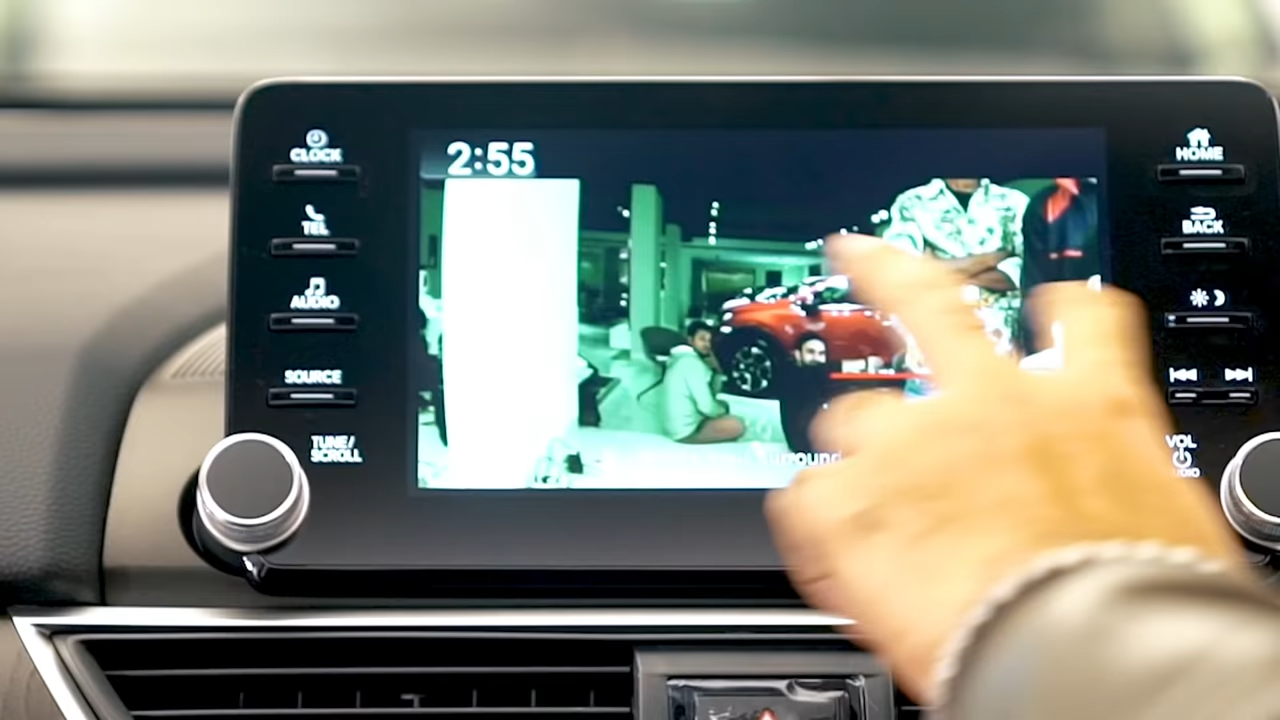 CLOCK
TEL
AUDIO
SOURCE
TUNE/
SCROLL
2:55
HOME
BACK
VOL